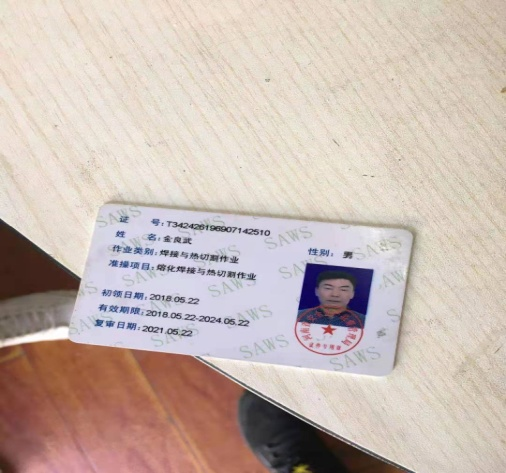 证 号:T342426196907142510
姓 名:金良武
性别: 男
作业类别:焊接与热切割作业
准操项目:熔化焊接与热切割作业
初领日期:2018.05.22
有效期限:2018.05.22-2024.05.22
复审日期:2021.05.22
SAWS